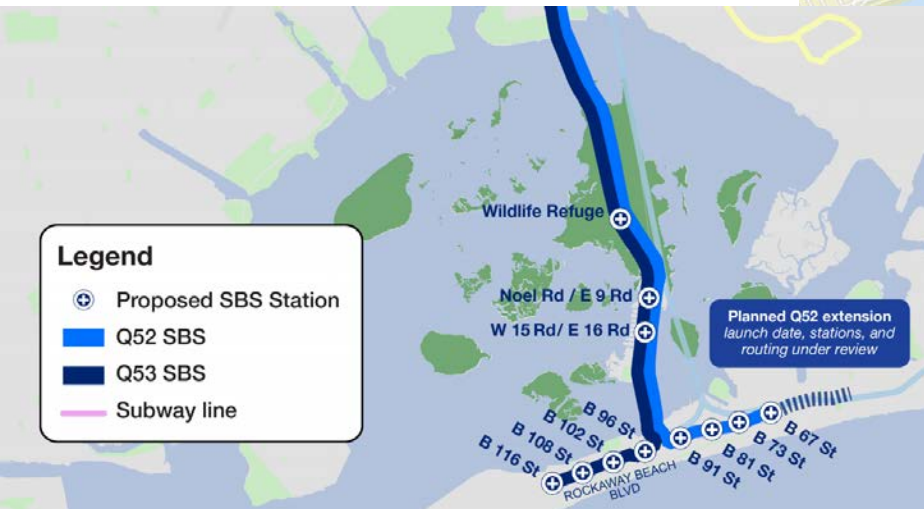 Wildlife Refuge
Legend
Proposed SBS Station
Q52 SBS
Q53 SBS
Subway line
Noel Rd / E 9 Rd
W 15 Rd/ E 16 Rd
Planned Q52 extension
launch date, stations, and
routing under review
B 96 St
B 102 St
B 108 St
B 116 St
B 67 St
B 73 St
B 81 St
B 91 St
ROCKAWAY BEACH
BLVD